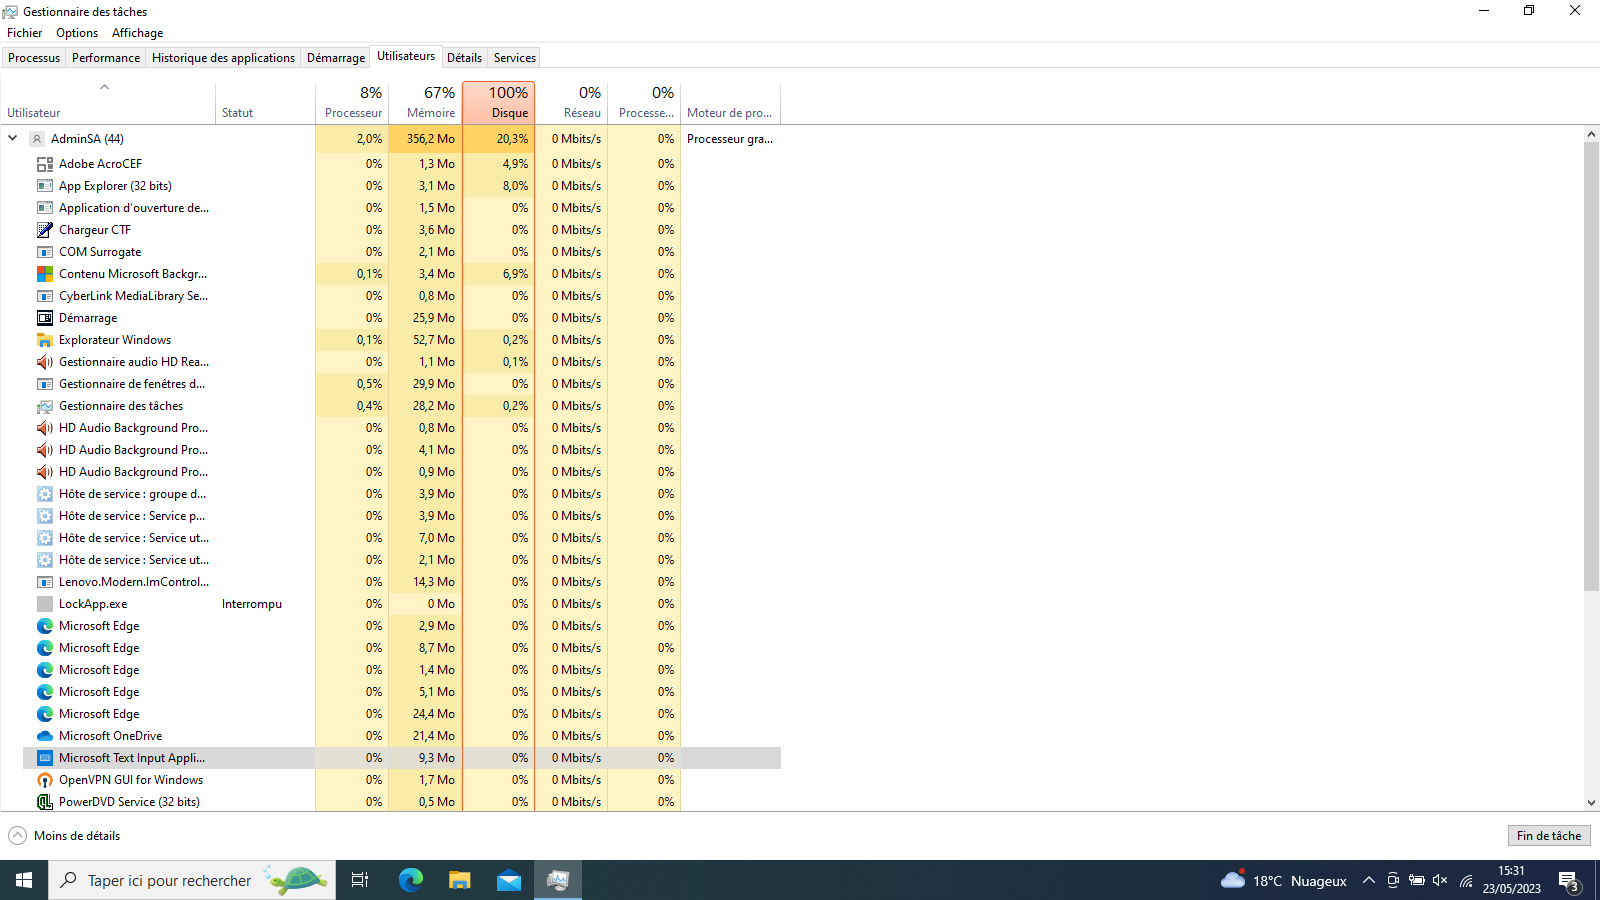 Gestionnaire des tâches
Fichier Options Affichage
Processus Performance Historique des applications Démarrage Utilisateurs Détails Services
8% 67% 100% 0% 0%
Utilisateur Statut Processeur Mémoire Disque Réseau Processe... Moteur de pro...
AdminSA (44) 2,0% 356,2 Mo 20,3% 0 Mbits/s 0% Processeur gra...
Adobe AcroCEF 0% 1,3 Mo 4,9% 0 Mbits/s 0%
App Explorer (32 bits) 0% 3,1 Mo 8,0% 0 Mbits/s 0%
Application d'ouverture de... 0% 1,5 Mo 0% 0 Mbits/s 0%
Chargeur CTF 0% 3,6 Mo 0% 0 Mbits/s 0%
COM Surrogate 0% 2,1 Mo 0% 0 Mbits/s 0%
Contenu Microsoft Backgr... 0,1% 3,4 Mo 6,9% 0 Mbits/s 0%
CyberLink MediaLibrary Se... 0% 0,8 Mo 0% 0 Mbits/s 0%
Démarrage 0% 25,9 Mo 0% 0 Mbits/s 0%
Explorateur Windows 0,1% 52,7 Mo 0,2% 0 Mbits/s 0%
Gestionnaire audio HD Rea... 0% 1,1 Mo 0,1% 0 Mbits/s 0%
Gestionnaire de fenêtres d... 0,5% 29,9 Mo 0% 0 Mbits/s 0%
Gestionnaire des tâches 0,4% 28,2 Mo 0,2% 0 Mbits/s 0%
HD Audio Background Pro... 0% 0,8 Mo 0% 0 Mbits/s 0%
HD Audio Background Pro... 0% 4,1 Mo 0% 0 Mbits/s 0%
HD Audio Background Pro... 0% 0,9 Mo 0% 0 Mbits/s 0%
Hôte de service : groupe d... 0% 3,9 Mo 0% 0 Mbits/s 0%
Hôte de service : Service p... 0% 3,9 Mo 0% 0 Mbits/s 0%
Hôte de service : Service ut... 0% 7,0 Mo 0% 0 Mbits/s 0%
Hôte de service : Service ut... 0% 2,1 Mo 0% 0 Mbits/s 0%
Lenovo.Modern.ImControl... 0% 14,3 Mo 0% 0 Mbits/s 0%
LockApp.exe Interrompu 0% 0 Mo 0% 0 Mbits/s 0%
Microsoft Edge 0% 2,9 Mo 0% 0 Mbits/s 0%
Microsoft Edge 0% 8,7 Mo 0% 0 Mbits/s 0%
Microsoft Edge 0% 1,4 Mo 0% 0 Mbits/s 0%
Microsoft Edge 0% 5,1 Mo 0% 0 Mbits/s 0%
Microsoft Edge 0% 24,4 Mo 0% 0 Mbits/s 0%
Microsoft OneDrive 0% 21,4 Mo 0% 0 Mbits/s 0%
Microsoft Text Input Appli... 0% 9,3 Mo 0% 0 Mbits/s 0%
OpenVPN GUI for Windows 0% 1,7 Mo 0% 0 Mbits/s 0%
PowerDVD Service (32 bits) 0% 0,5 Mo 0% 0 Mbits/s 0%
Moins de détails Fin de tâche
Taper ici pour rechercher 18°C Nuageux 15:31
23/05/2023 3